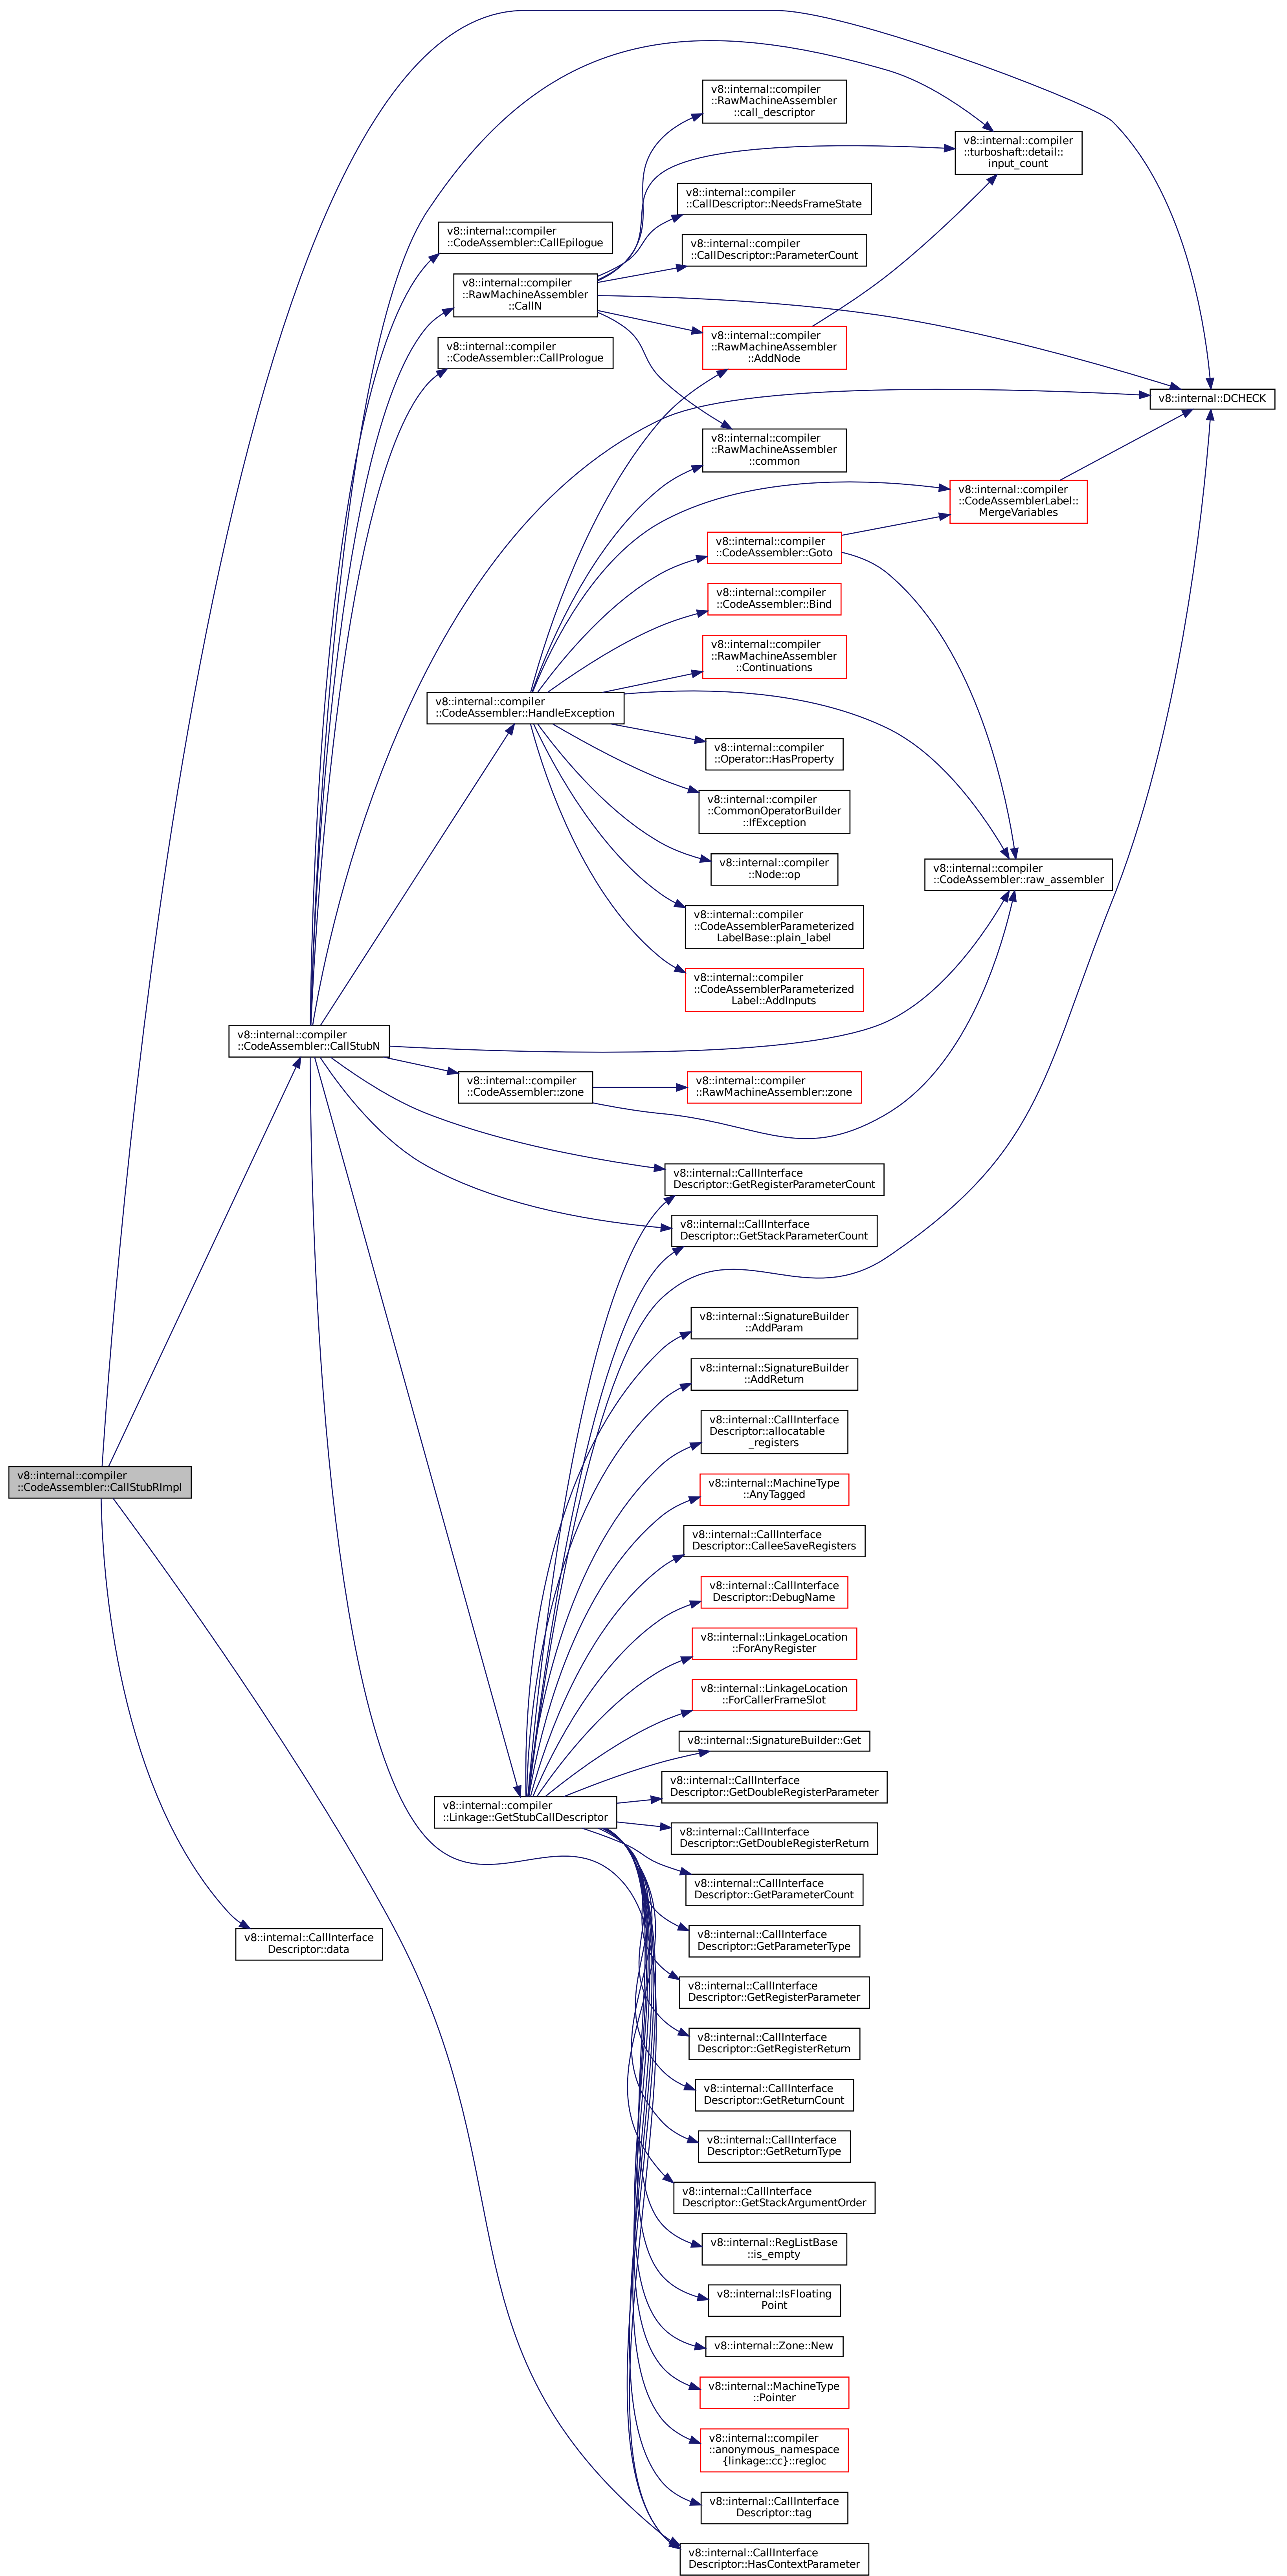 v8::internal::compiler
::RawMachineAssembler
::call_descriptor
v8::internal::compiler
::turboshaft::detail::
input_count
v8::internal::compiler
::CallDescriptor::NeedsFrameState
v8::internal::compiler
::CodeAssembler::CallEpilogue
v8::internal::compiler
::CallDescriptor::ParameterCount
v8::internal::compiler
::RawMachineAssembler
::CallN
v8::internal::compiler
::RawMachineAssembler
::AddNode
v8::internal::compiler
::CodeAssembler::CallPrologue
v8::internal::DCHECK
v8::internal::compiler
::RawMachineAssembler
::common
v8::internal::compiler
::CodeAssemblerLabel::
MergeVariables
v8::internal::compiler
::CodeAssembler::Goto
v8::internal::compiler
::CodeAssembler::Bind
v8::internal::compiler
::RawMachineAssembler
::Continuations
v8::internal::compiler
::CodeAssembler::HandleException
v8::internal::compiler
::Operator::HasProperty
v8::internal::compiler
::CommonOperatorBuilder
::IfException
v8::internal::compiler
::Node::op
v8::internal::compiler
::CodeAssembler::raw_assembler
v8::internal::compiler
::CodeAssemblerParameterized
LabelBase::plain_label
v8::internal::compiler
::CodeAssemblerParameterized
Label::AddInputs
v8::internal::compiler
::CodeAssembler::CallStubN
v8::internal::compiler
::CodeAssembler::zone
v8::internal::compiler
::RawMachineAssembler::zone
v8::internal::CallInterface
Descriptor::GetRegisterParameterCount
v8::internal::CallInterface
Descriptor::GetStackParameterCount
v8::internal::SignatureBuilder
::AddParam
v8::internal::SignatureBuilder
::AddReturn
v8::internal::CallInterface
Descriptor::allocatable
_registers
v8::internal::compiler
::CodeAssembler::CallStubRImpl
v8::internal::MachineType
::AnyTagged
v8::internal::CallInterface
Descriptor::CalleeSaveRegisters
v8::internal::CallInterface
Descriptor::DebugName
v8::internal::LinkageLocation
::ForAnyRegister
v8::internal::LinkageLocation
::ForCallerFrameSlot
v8::internal::SignatureBuilder::Get
v8::internal::CallInterface
Descriptor::GetDoubleRegisterParameter
v8::internal::compiler
::Linkage::GetStubCallDescriptor
v8::internal::CallInterface
Descriptor::GetDoubleRegisterReturn
v8::internal::CallInterface
Descriptor::GetParameterCount
v8::internal::CallInterface
Descriptor::data
v8::internal::CallInterface
Descriptor::GetParameterType
v8::internal::CallInterface
Descriptor::GetRegisterParameter
v8::internal::CallInterface
Descriptor::GetRegisterReturn
v8::internal::CallInterface
Descriptor::GetReturnCount
v8::internal::CallInterface
Descriptor::GetReturnType
v8::internal::CallInterface
Descriptor::GetStackArgumentOrder
v8::internal::RegListBase
::is_empty
v8::internal::IsFloating
Point
v8::internal::Zone::New
v8::internal::MachineType
::Pointer
v8::internal::compiler
::anonymous_namespace
{linkage::cc}::regloc
v8::internal::CallInterface
Descriptor::tag
v8::internal::CallInterface
Descriptor::HasContextParameter